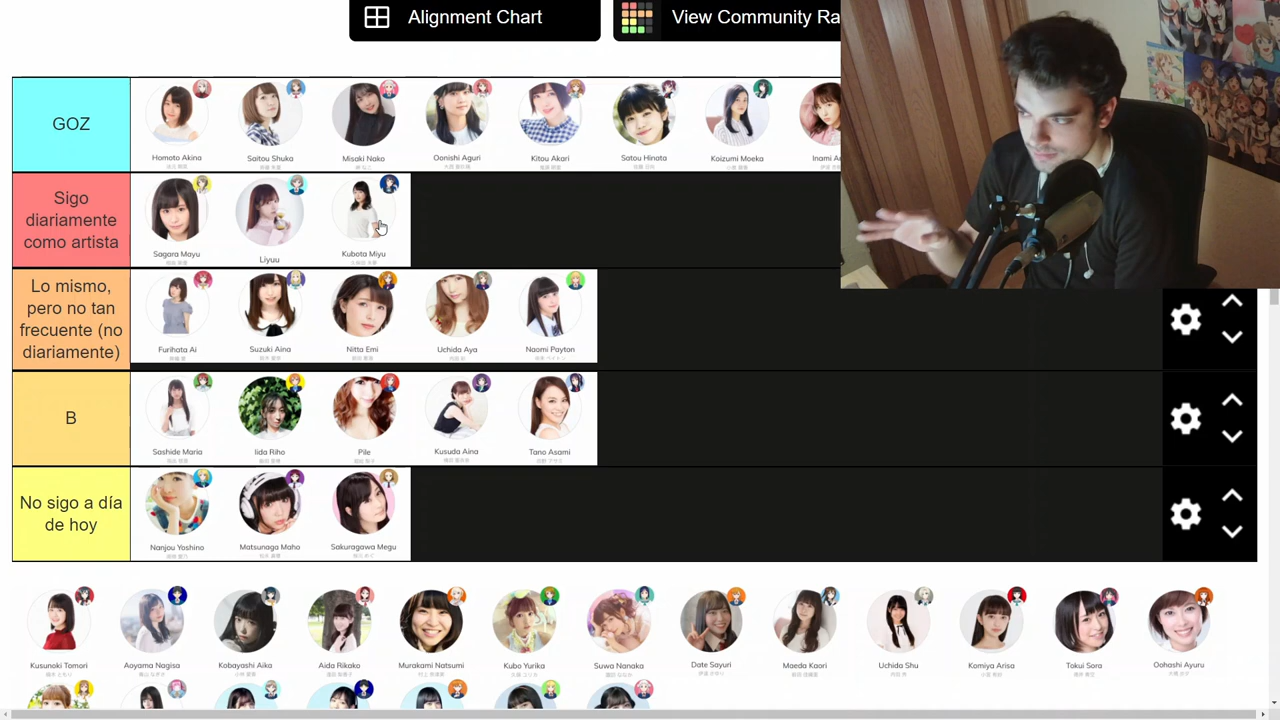 Alignment Chart
View Community Ra
GOZ
Homoto Akina
Saitou Shuka
Misaki Nako
Oonishi Aguri
Kitou Akari
Satou Hinata
Koizumi Moeka
Inami A
Sigo
diariamente
como artista
Sagara Mayu
Liyuu
Kubota Miyu
Lo mismo,
pero no tan
frecuente (no
diariamente)
Furihata Ai
Suzuki Aina
Nitta Emi
Uchida Aya
Naomi Payton
B
Sashide Maria
Iida Riho
Pile
Kusuda Aina
Tano Asami
No sigo a día
de hoy
Nanjou Yoshino
Matsunaga Maho
Sakuragawa Megu
Kusunoki Tomori
Aoyama Nagisa
Kobayashi Aika
Aida Rikako
Murakami Natsumi
Kubo Yurika
Suwa Nanaka
Date Sayuri
Maeda Kaori
Uchida Shu
Komiya Arisa
Tokui Sora
Oohashi Ayuru